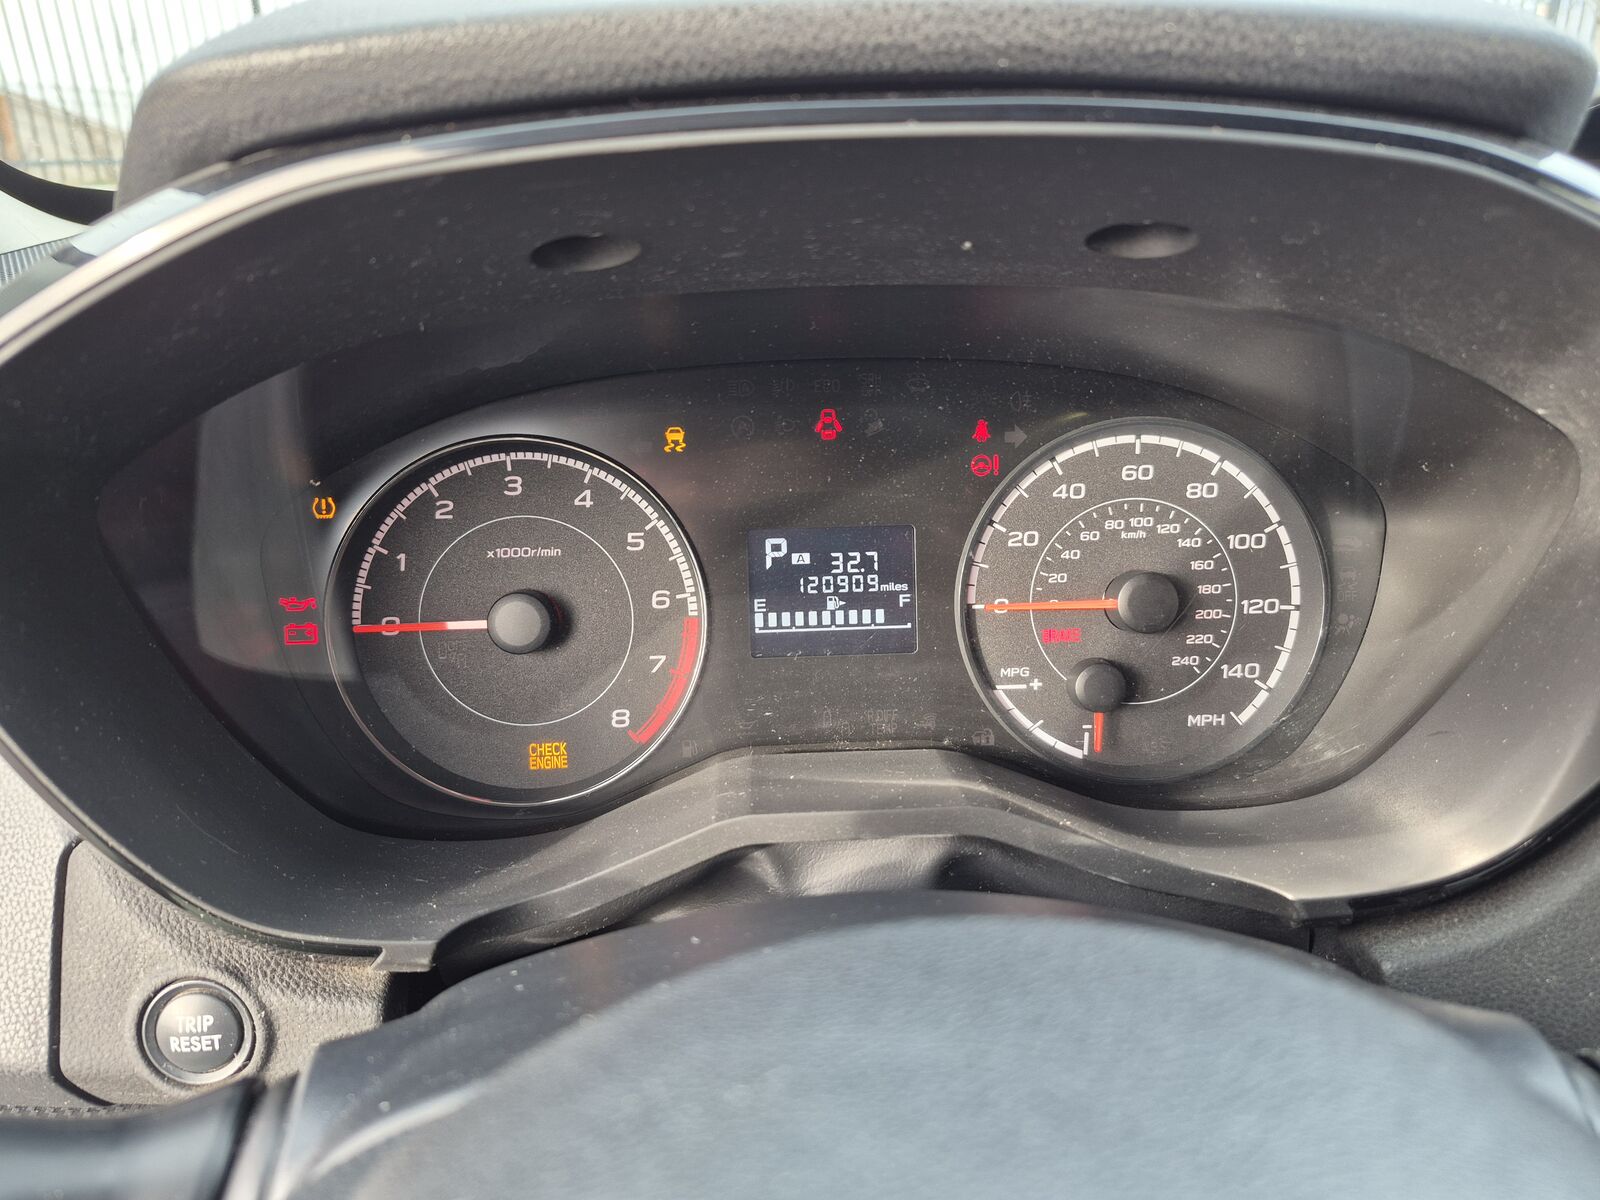 0
1
2
3
4
5
6
7
8
x1000r/min
CHECK
ENGINE
P A 32.7
120909 miles
E F
0
20
40
60
80
100
120
140
MPH
20
40
60
80
100
120
140
160
180
200
220
240
km/h
BRAKE
MPG
+
-
TRIP
RESET